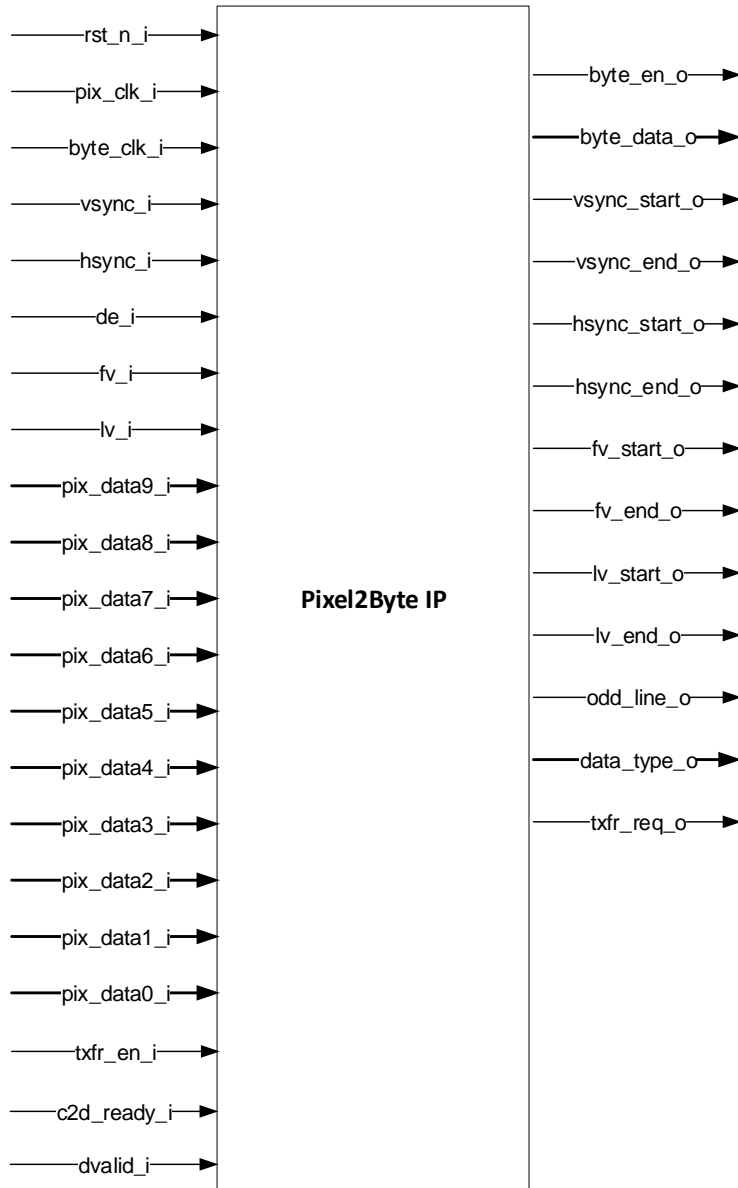 rst_n_i
pix_clk_i
byte_clk_i
vsync_i
hsync_i
de_i
fv_i
lv_i
pix_data9_i
pix_data8_i
pix_data7_i
pix_data6_i
pix_data5_i
pix_data4_i
pix_data3_i
pix_data2_i
pix_data1_i
pix_data0_i
txfr_en_i
c2d_ready_i
dvalid_i
Pixel2Byte IP
byte_en_o
byte_data_o
vsync_start_o
vsync_end_o
hsync_start_o
hsync_end_o
fv_start_o
fv_end_o
lv_start_o
lv_end_o
odd_line_o
data_type_o
txfr_req_o